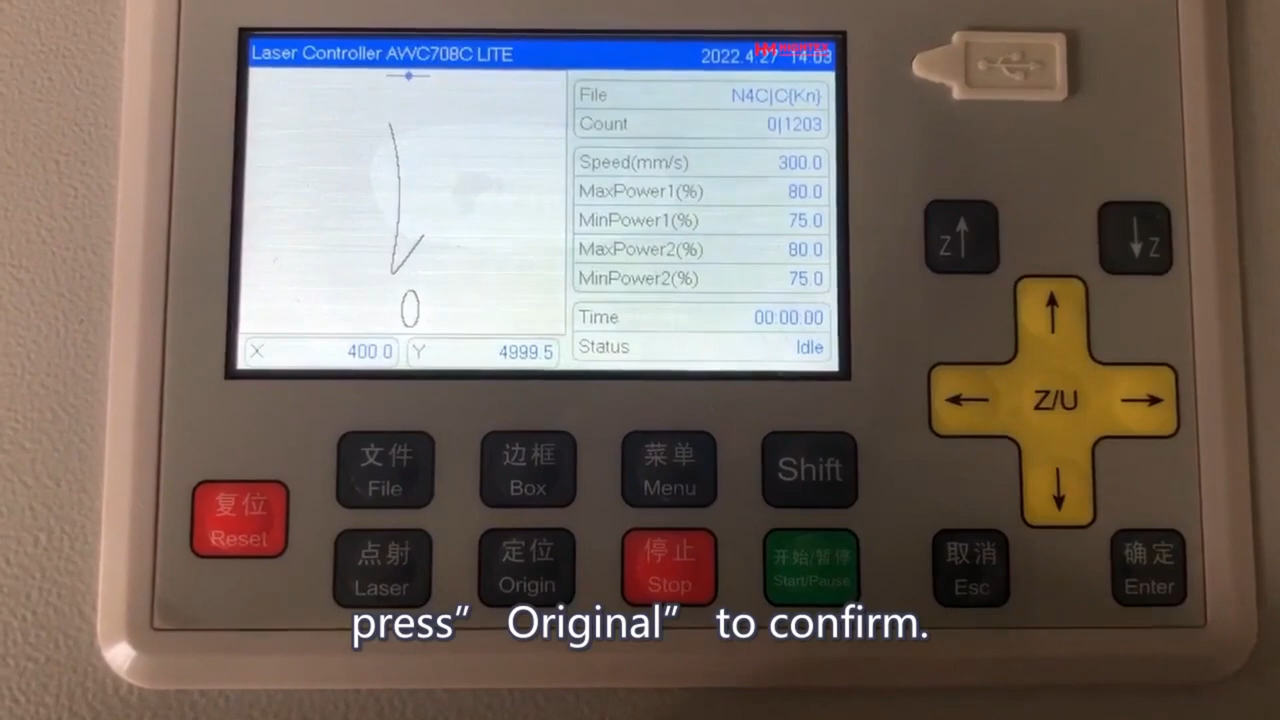 Laser Controller AWC708C LITE
2022.4.27 14:03
File N4C|C{Kn}
Count 0|1203
Speed(mm/s) 300.0
MaxPower1(%) 80.0
MinPower1(%) 75.0
MaxPower2(%) 80.0
MinPower2(%) 75.0
Time 00:00:00
Status Idle
X 400.0 Y 4999.5
Z
Z
Z/U
文件
File
边框
Box
菜单
Menu
Shift
复位
Reset
点射
Laser
定位
Origin
停止
Stop
开始/暂停
Start/Pause
取消
Esc
确定
Enter
press” Original” to confirm.